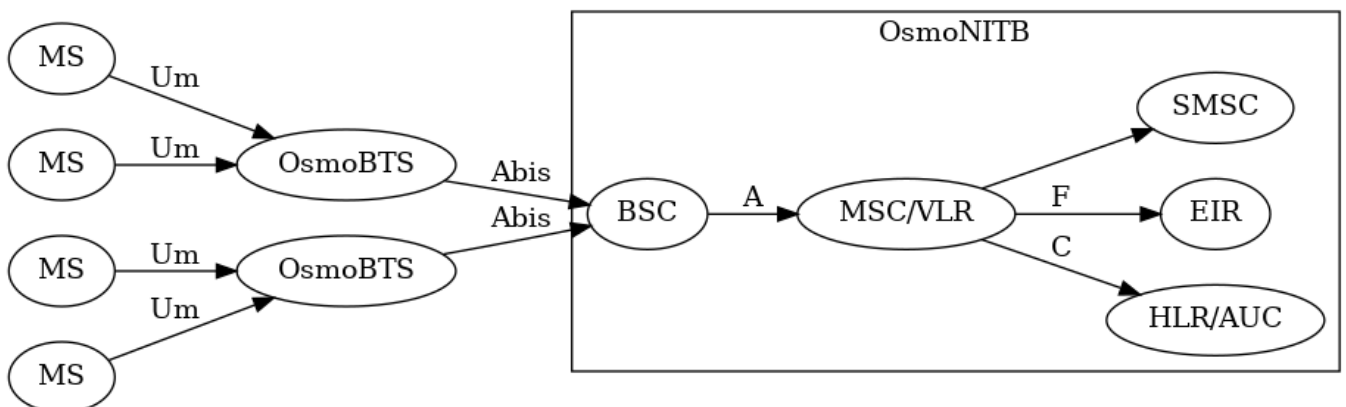 OsmoNITB
MS
Um
SMSC
MS
Um
OsmoBTS
Abis
BSC
A
MSC/VLR
F
EIR
Abis
MS
Um
OsmoBTS
C
Um
HLR/AUC
MS